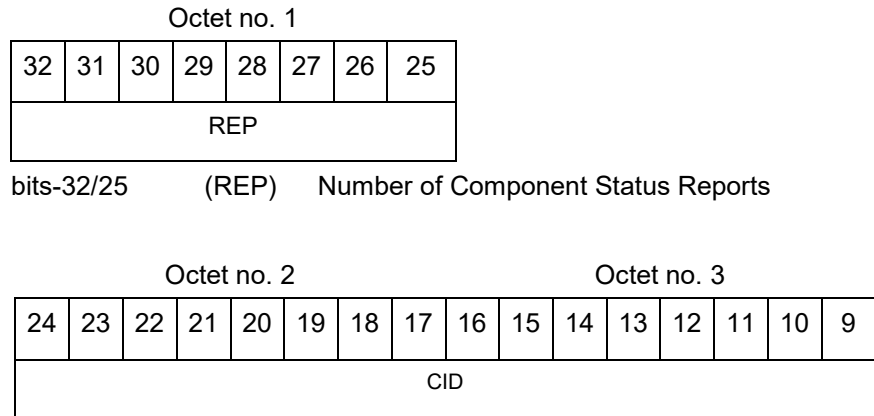 Octet no. 1
32 31 30 29 28 27 26 25
REP
bits-32/25 (REP) Number of Component Status Reports
Octet no. 2 Octet no. 3
24 23 22 21 20 19 18 17 16 15 14 13 12 11 10 9
CID